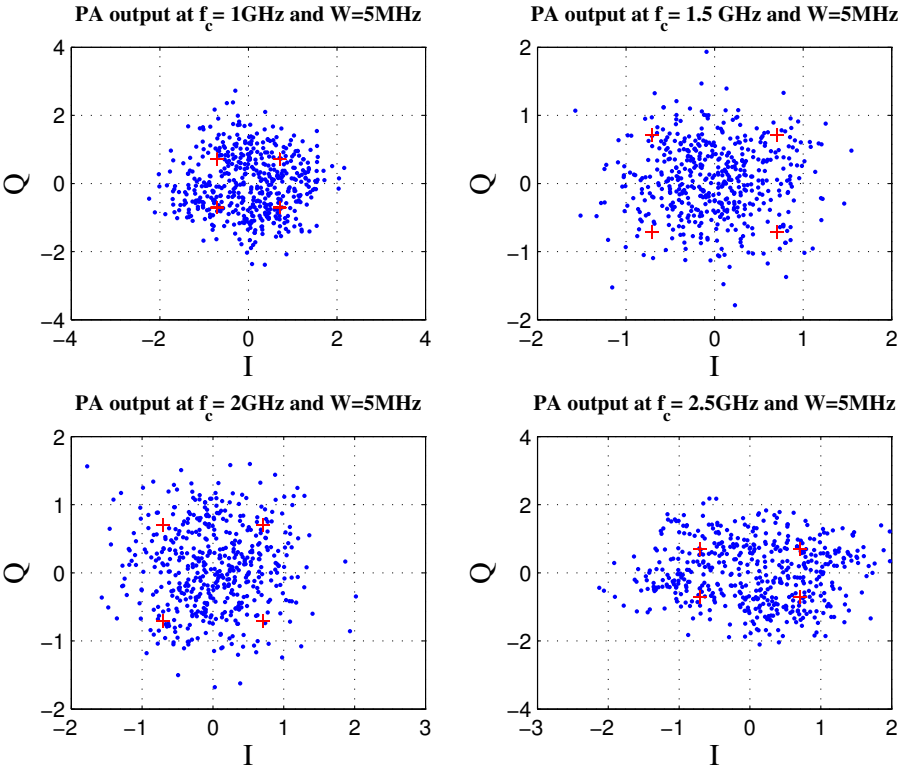 PA output at f_c= 1GHz and W=5MHz
4
2
0
−2
−4
Q
−4 −2 0 2 4
I
PA output at f_c= 1.5 GHz and W=5MHz
2
1
0
−1
−2
Q
−2 −1 0 1 2
I
PA output at f_c= 2GHz and W=5MHz
2
1
0
−1
−2
Q
−2 −1 0 1 2 3
I
PA output at f_c= 2.5GHz and W=5MHz
4
2
0
−2
−4
Q
−3 −2 −1 0 1 2
I